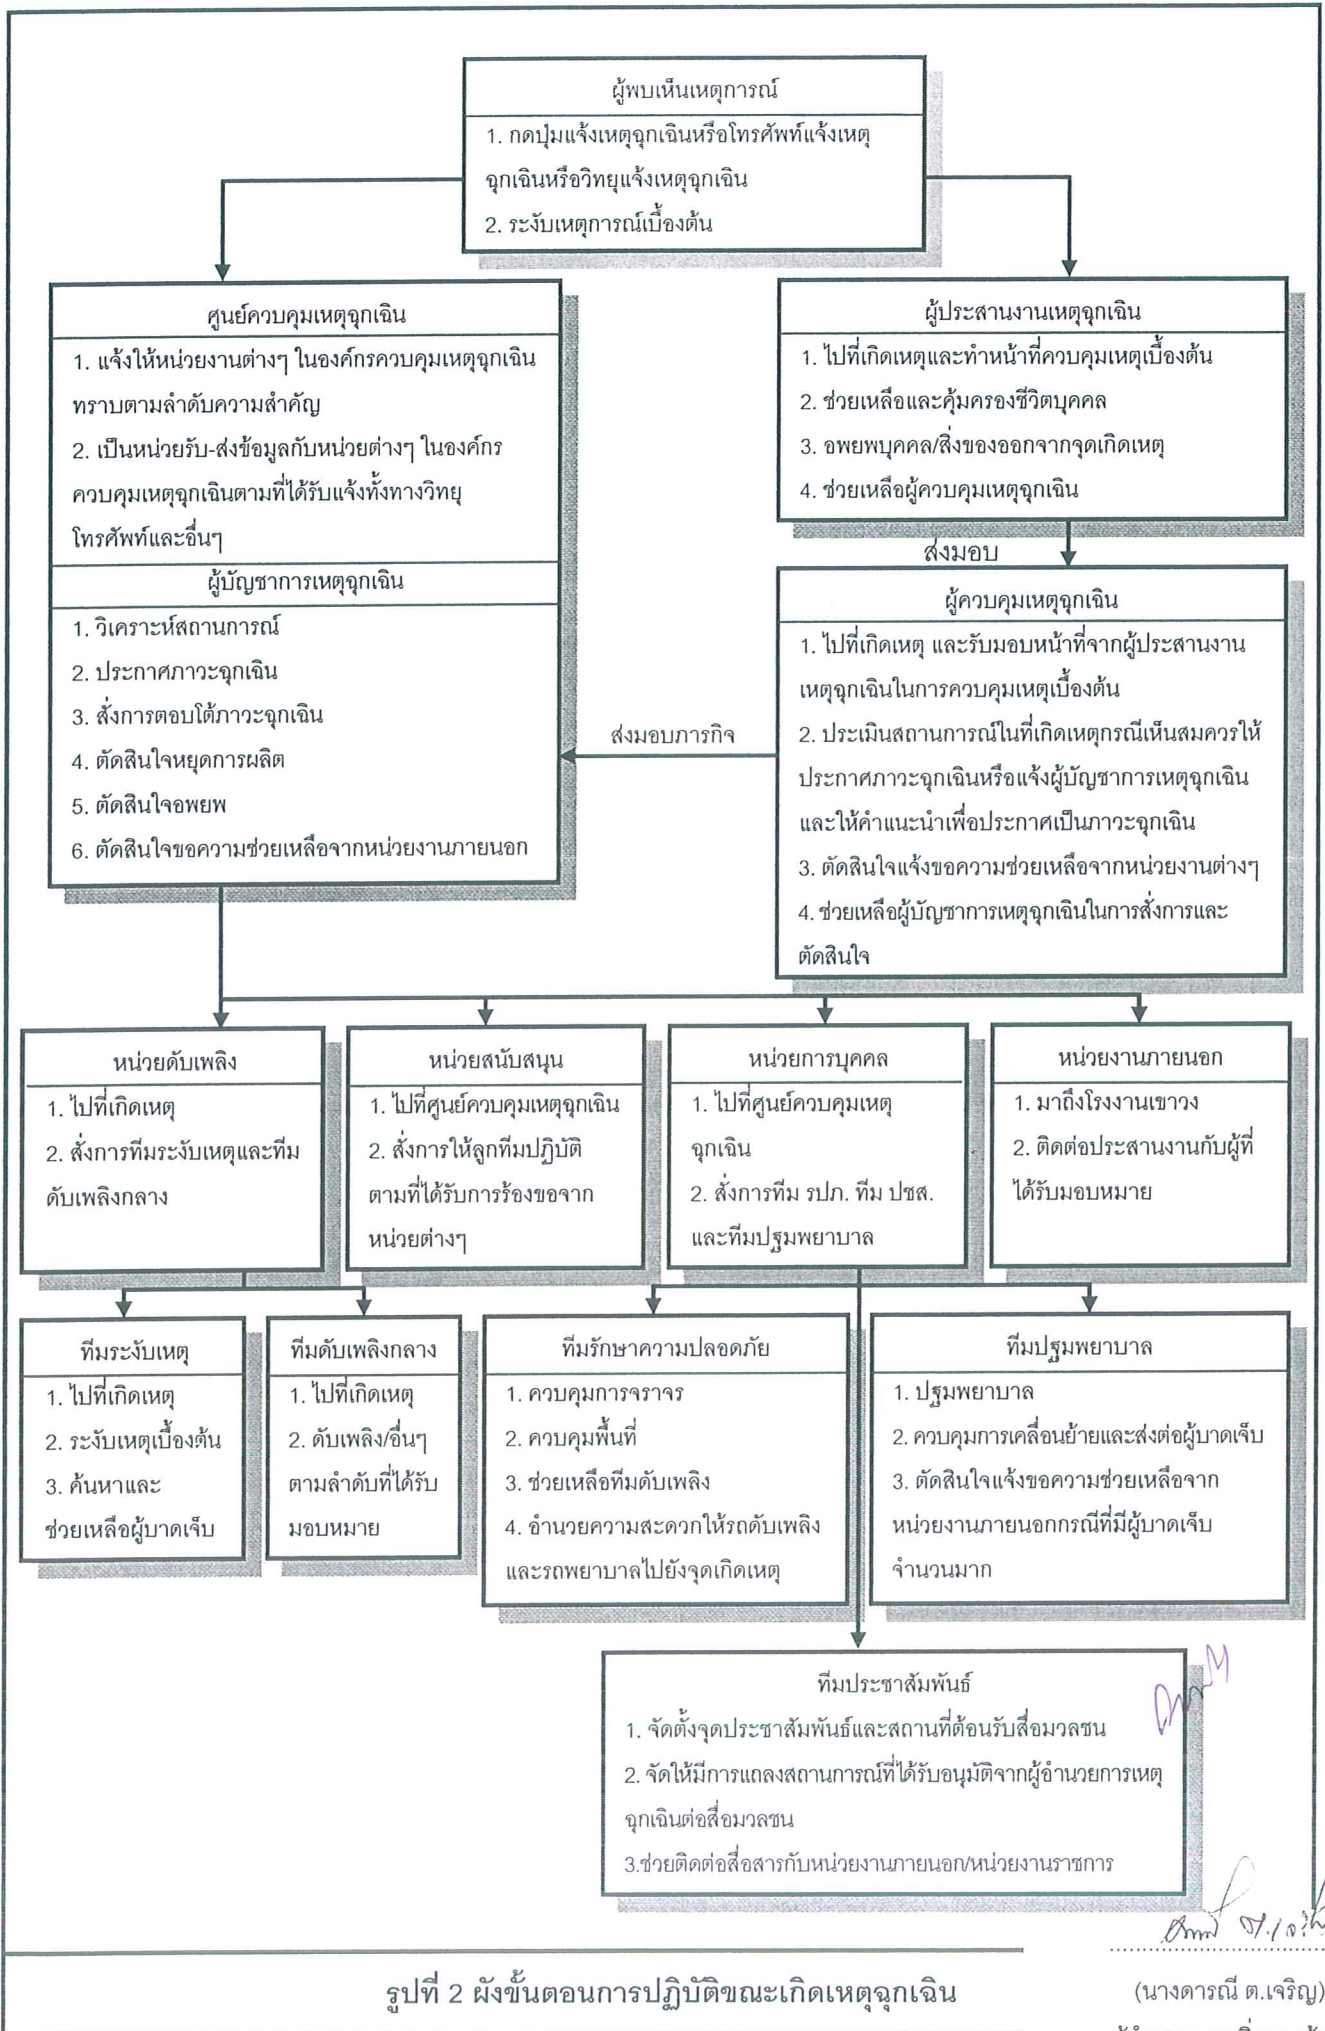 ผู้พบเห็นเหตุการณ์
1. กดปุ่มแจ้งเหตุฉุกเฉินหรือโทรศัพท์แจ้งเหตุ
ฉุกเฉินหรือวิทยุแจ้งเหตุฉุกเฉิน
2. ระงับเหตุการณ์เบื้องต้น
ศูนย์ควบคุมเหตุฉุกเฉิน
1. แจ้งให้หน่วยงานต่างๆ ในองค์กรควบคุมเหตุฉุกเฉิน
ทราบตามลำดับความสำคัญ
2. เป็นหน่วยรับ-ส่งข้อมูลกับหน่วยต่างๆ ในองค์กร
ควบคุมเหตุฉุกเฉินตามที่ได้รับแจ้งทั้งทางวิทยุ
โทรศัพท์และอื่นๆ
ผู้บัญชาการเหตุฉุกเฉิน
1. วิเคราะห์สถานการณ์
2. ประกาศภาวะฉุกเฉิน
3. สั่งการตอบโต้ภาวะฉุกเฉิน
4. ตัดสินใจหยุดการผลิต
5. ตัดสินใจอพยพ
6. ตัดสินใจขอความช่วยเหลือจากหน่วยงานภายนอก
ผู้ประสานงานเหตุฉุกเฉิน
1. ไปที่เกิดเหตุและทำหน้าที่ควบคุมเหตุเบื้องต้น
2. ช่วยเหลือและคุ้มครองชีวิตบุคคล
3. อพยพบุคคล/สิ่งของออกจากจุดเกิดเหตุ
4. ช่วยเหลือผู้ควบคุมเหตุฉุกเฉิน
ส่งมอบ
ผู้ควบคุมเหตุฉุกเฉิน
1. ไปที่เกิดเหตุ และรับมอบหน้าที่จากผู้ประสานงาน
เหตุฉุกเฉินในการควบคุมเหตุเบื้องต้น
2. ประเมินสถานการณ์ในที่เกิดเหตุกรณีเห็นสมควรให้
ประกาศภาวะฉุกเฉินหรือแจ้งผู้บัญชาการเหตุฉุกเฉิน
และให้คำแนะนำเพื่อประกาศเป็นภาวะฉุกเฉิน
3. ตัดสินใจแจ้งขอความช่วยเหลือจากหน่วยงานต่างๆ
4. ช่วยเหลือผู้บัญชาการเหตุฉุกเฉินในการสั่งการและ
ตัดสินใจ
ส่งมอบภารกิจ
หน่วยดับเพลิง
1. ไปที่เกิดเหตุ
2. สั่งการทีมระงับเหตุและทีม
ดับเพลิงกลาง
หน่วยสนับสนุน
1. ไปที่ศูนย์ควบคุมเหตุฉุกเฉิน
2. สั่งการให้ลูกทีมปฏิบัติ
ตามที่ได้รับการร้องขอจาก
หน่วยต่างๆ
หน่วยการบุคคล
1. ไปที่ศูนย์ควบคุมเหตุ
ฉุกเฉิน
2. สั่งการทีม รปภ. ทีม ปชส.
และทีมปฐมพยาบาล
หน่วยงานภายนอก
1. มาถึงโรงงานเขาวง
2. ติดต่อประสานงานกับผู้ที่
ได้รับมอบหมาย
ทีมระงับเหตุ
1. ไปที่เกิดเหตุ
2. ระงับเหตุเบื้องต้น
3. ค้นหาและ
ช่วยเหลือผู้บาดเจ็บ
ทีมดับเพลิงกลาง
1. ไปที่เกิดเหตุ
2. ดับเพลิง/อื่นๆ
ตามลำดับที่ได้รับ
มอบหมาย
ทีมรักษาความปลอดภัย
1. ควบคุมการจราจร
2. ควบคุมพื้นที่
3. ช่วยเหลือทีมดับเพลิง
4. อำนวยความสะดวกให้รถดับเพลิง
และรถพยาบาลไปยังจุดเกิดเหตุ
ทีมปฐมพยาบาล
1. ปฐมพยาบาล
2. ควบคุมการเคลื่อนย้ายและส่งต่อผู้บาดเจ็บ
3. ตัดสินใจแจ้งขอความช่วยเหลือจาก
หน่วยงานภายนอกกรณีที่มีผู้บาดเจ็บ
จำนวนมาก
ทีมประชาสัมพันธ์
1. จัดตั้งจุดประชาสัมพันธ์และสถานที่ต้อนรับสื่อมวลชน
2. จัดให้มีการแถลงสถานการณ์ที่ได้รับอนุมัติจากผู้อำนวยการเหตุ
ฉุกเฉินต่อสื่อมวลชน
3.ช่วยติดต่อสื่อสารกับหน่วยงานภายนอก/หน่วยงานราชการ
รูปที่ 2 ผังขั้นตอนการปฏิบัติขณะเกิดเหตุฉุกเฉิน
(นางดารณี ต.เจริญ)